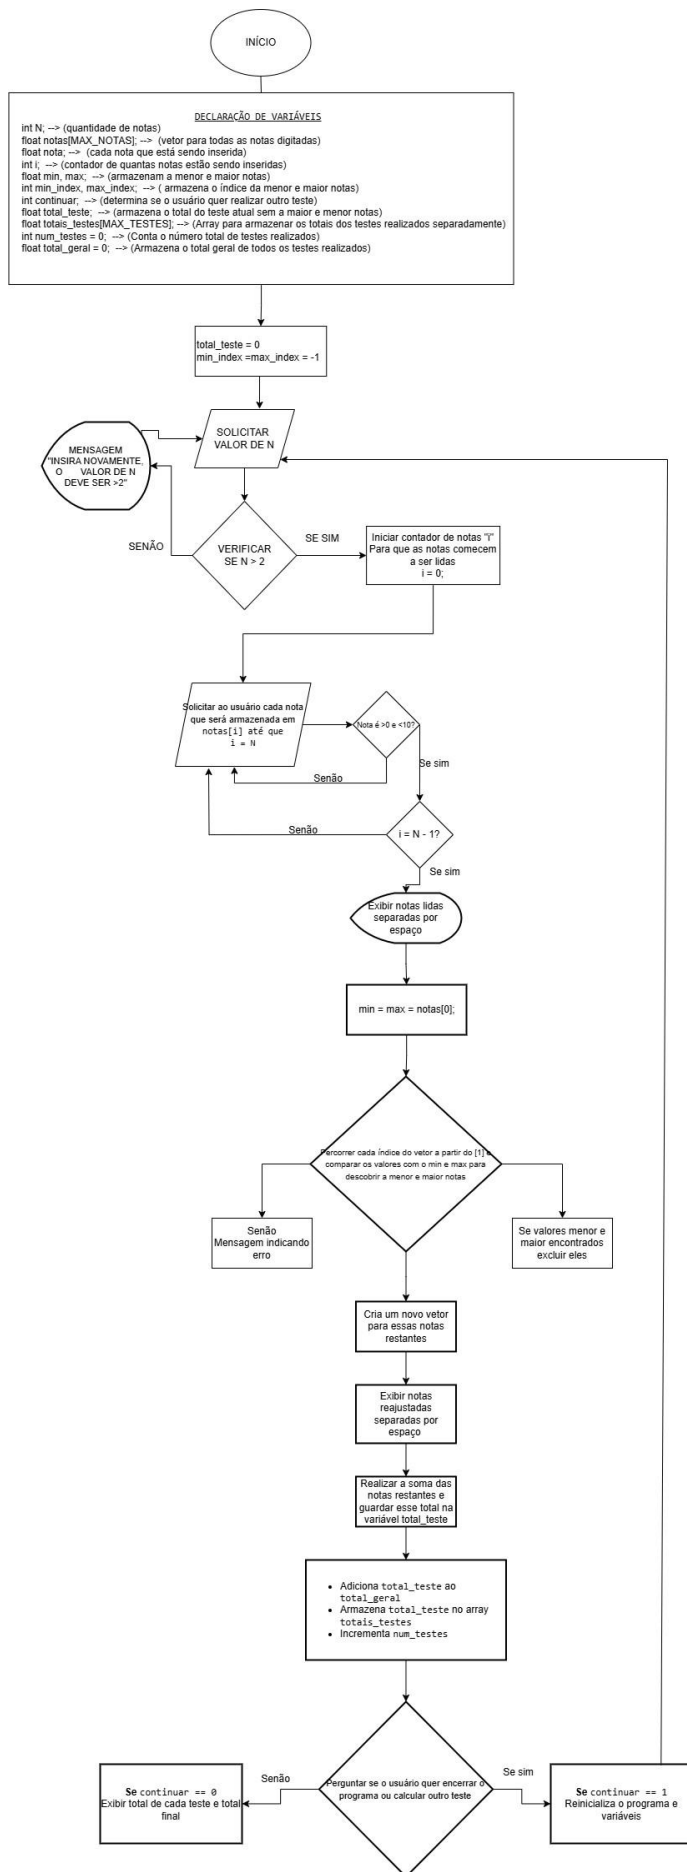 INÍCIO
DECLARAÇÃO DE VARIÁVEIS
int N; --> (quantidade de notas)
float notas[MAX_NOTAS]; --> (vetor para todas as notas digitadas)
float nota; --> (cada nota que está sendo inserida)
int i; --> (contador de quantas notas estão sendo inseridas)
float min, max; --> (armazenam a menor e maior notas)
int min_index, max_index; --> ( armazena o índice da menor e maior notas)
int continuar; --> (determina se o usuário quer realizar outro teste)
float total_teste; --> (armazena o total do teste atual sem a maior e menor notas)
float totais_testes[MAX_TESTES]; --> (Array para armazenar os totais dos testes realizados separadamente)
int num_testes = 0; --> (Conta o número total de testes realizados)
float total_geral = 0; --> (Armazena o total geral de todos os testes realizados)
total_teste = 0
min_index =max_index = -1
SOLICITAR
VALOR DE N
MENSAGEM
"INSIRA NOVAMENTE,
O VALOR DE N
DEVE SER >2"
SENÃO
VERIFICAR
SE N > 2
SE SIM
Iniciar contador de notas "i"
Para que as notas comecem
a ser lidas
i = 0;
Solicitar ao usuário cada nota
que será armazenada em
notas[i] até que
i = N
Nota é >0 e <10?
Senão
Se sim
Senão
i = N - 1?
Se sim
Exibir notas lidas
separadas por
espaço
min = max = notas[0];
Percorrer cada índice do vetor a partir do [1] e
comparar os valores com o min e max para
descobrir a menor e maior notas
Senão
Mensagem indicando
erro
Se valores menor e
maior encontrados
excluir eles
Cria um novo vetor
para essas notas
restantes
Exibir notas
reajustadas
separadas por
espaço
Realizar a soma das
notas restantes e
guardar esse total na
variável total_teste
• Adiciona total_teste ao
total_geral
• Armazena total_teste no array
totais_testes
• Incrementa num_testes
Perguntar se o usuário quer encerrar o
programa ou calcular outro teste
Senão
Se continuar == 0
Exibir total de cada teste e total
final
Se sim
Se continuar == 1
Reinicializa o programa e
variáveis